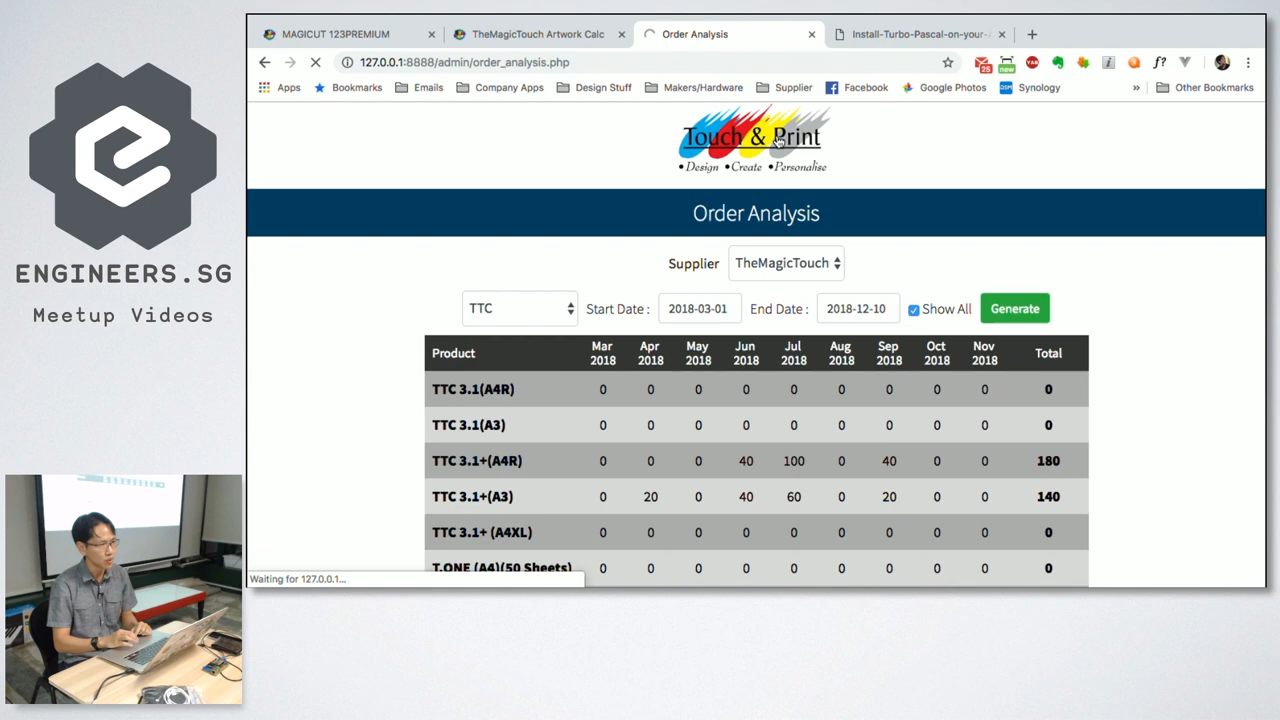 MAGICUT 123PREMIUM
TheMagicTouch Artwork Calc
Order Analysis
Install-Turbo-Pascal-on-your-
127.0.0.1:8888/admin/order_analysis.php
25
new
Apps
Bookmarks
Emails
Company Apps
Design Stuff
Makers/Hardware
Supplier
Facebook
Google Photos
DSM
Synology
»
Other Bookmarks
Touch & Print
•Design •Create •Personalise
Order Analysis
Supplier TheMagicTouch
TTC Start Date : 2018-03-01 End Date : 2018-12-10 Show All Generate
Product Mar 2018 Apr 2018 May 2018 Jun 2018 Jul 2018 Aug 2018 Sep 2018 Oct 2018 Nov 2018 Total
TTC 3.1(A4R) 0 0 0 0 0 0 0 0 0 0
TTC 3.1(A3) 0 0 0 0 0 0 0 0 0 0
TTC 3.1+(A4R) 0 0 0 40 100 0 40 0 0 180
TTC 3.1+(A3) 0 20 0 40 60 0 20 0 0 140
TTC 3.1+ (A4XL) 0 0 0 0 0 0 0 0 0 0
T.ONE (A4)(50 Sheets) 0 0 0 0 0 0 0 0 0 0
Waiting for 127.0.0.1...
ENGINEERS.SG
Meetup Videos